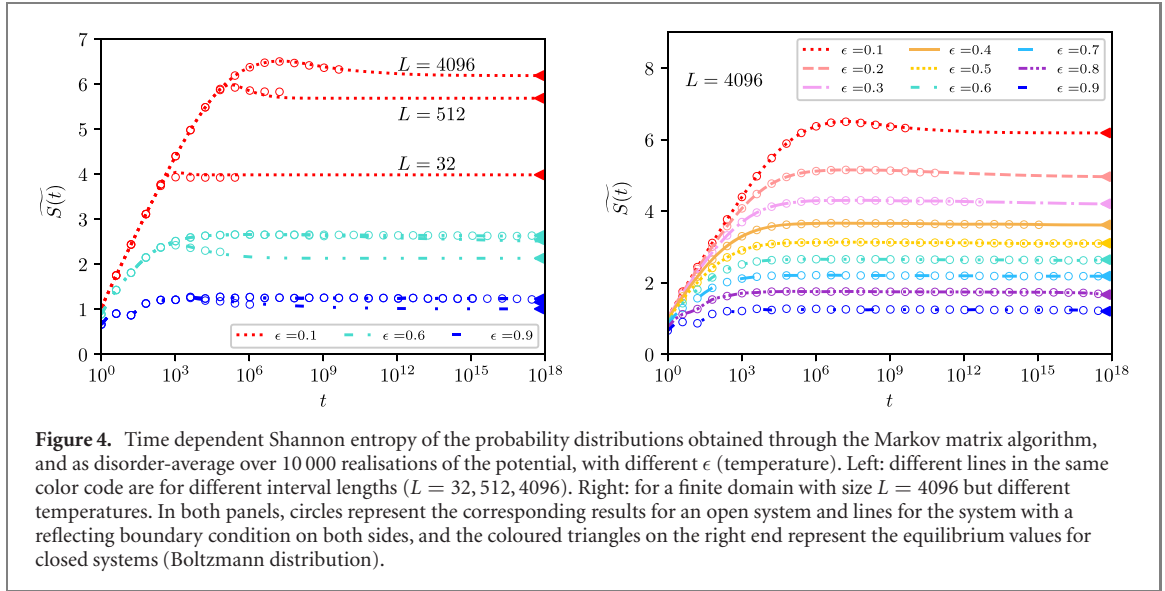 7
6
5
4
3
2
1
0
S(t)
L = 4096
L = 512
L = 32
ϵ =0.1 ϵ =0.6 ϵ =0.9
10^0 10^3 10^6 10^9 10^12 10^15 10^18
t
8
6
4
2
0
S(t)
L = 4096
ϵ =0.1 ϵ =0.4 ϵ =0.7
ϵ =0.2 ϵ =0.5 ϵ =0.8
ϵ =0.3 ϵ =0.6 ϵ =0.9
10^0 10^3 10^6 10^9 10^12 10^15 10^18
t
Figure 4. Time dependent Shannon entropy of the probability distributions obtained through the Markov matrix algorithm,
and as disorder-average over 10 000 realisations of the potential, with different ϵ (temperature). Left: different lines in the same
color code are for different interval lengths (L = 32, 512, 4096). Right: for a finite domain with size L = 4096 but different
temperatures. In both panels, circles represent the corresponding results for an open system and lines for the system with a
reflecting boundary condition on both sides, and the coloured triangles on the right end represent the equilibrium values for
closed systems (Boltzmann distribution).